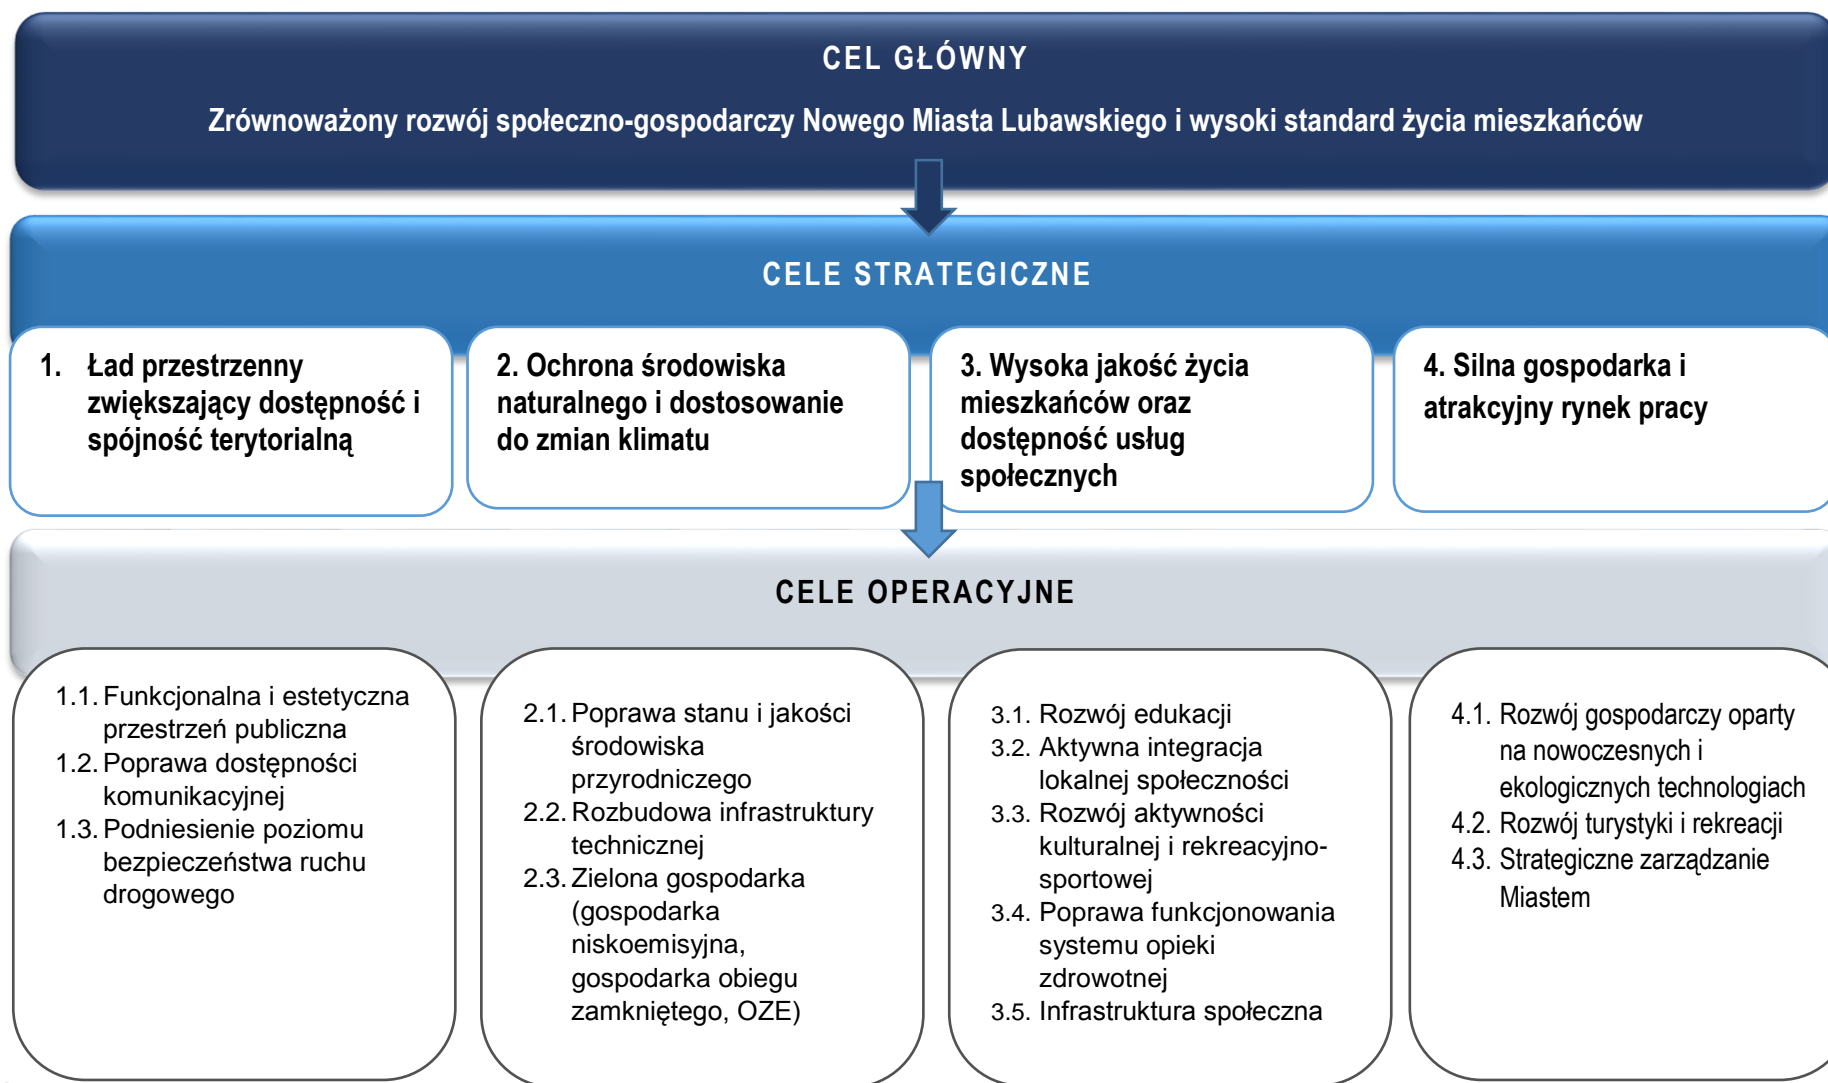 CEL GŁÓWNY
Zrównoważony rozwój społeczno-gospodarczy Nowego Miasta Lubawskiego i wysoki standard życia mieszkańców
CELE STRATEGICZNE
1. Ład przestrzenny
zwiększający dostępność i
spójność terytorialną
2. Ochrona środowiska
naturalnego i dostosowanie
do zmian klimatu
3. Wysoka jakość życia
mieszkańców oraz
dostępność usług
społecznych
4. Silna gospodarka i
atrakcyjny rynek pracy
CELE OPERACYJNE
1.1. Funkcjonalna i estetyczna
przestrzeń publiczna
1.2. Poprawa dostępności
komunikacyjnej
1.3. Podniesienie poziomu
bezpieczeństwa ruchu
drogowego
2.1. Poprawa stanu i jakości
środowiska
przyrodniczego
2.2. Rozbudowa infrastruktury
technicznej
2.3. Zielona gospodarka
(gospodarka
niskoemisyjna,
gospodarka obiegu
zamkniętego, OZE)
3.1. Rozwój edukacji
3.2. Aktywna integracja
lokalnej społeczności
3.3. Rozwój aktywności
kulturalnej i rekreacyjno-
sportowej
3.4. Poprawa funkcjonowania
systemu opieki
zdrowotnej
3.5. Infrastruktura społeczna
4.1. Rozwój gospodarczy oparty
na nowoczesnych i
ekologicznych technologiach
4.2. Rozwój turystyki i rekreacji
4.3. Strategiczne zarządzanie
Miastem